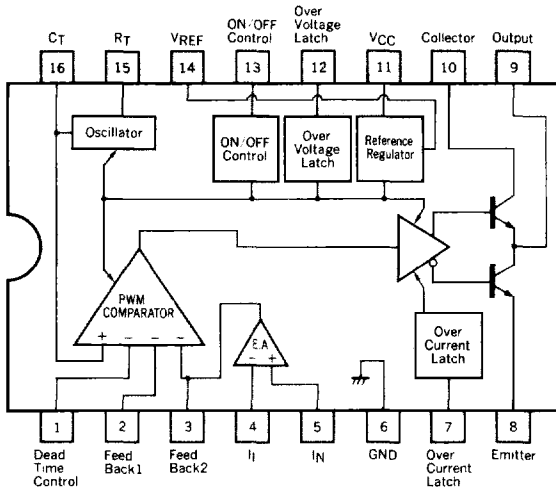 CT
RT
VREF
ON/OFF
Control
Over
Voltage
Latch
VCC
Collector
Output
16
15
14
13
12
11
10
9
Oscillator
ON/OFF
Control
Over
Voltage
Latch
Reference
Regulator
PWM
COMPARATOR
+ − − −
E.A
− +
Over
Current
Latch
1
2
3
4
5
6
7
8
Dead
Time
Control
Feed
Back1
Feed
Back2
II
IN
GND
Over
Current
Latch
Emitter